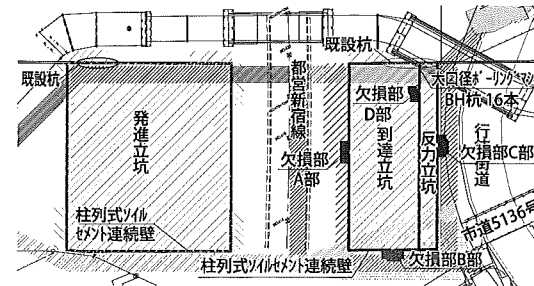 既設杭
既設杭
都営新宿線
大口径ﾎﾞｰﾘﾝｸﾞﾏｼ
BH杭 16本
欠損部
D部
発進立坑
到達立坑
反力立坑
欠損部
A部
欠損部C部
市道5136号
柱列式ｿｲﾙ
ｾﾒﾝﾄ連続壁
柱列式ｿｲﾙｾﾒﾝﾄ連続壁
欠損部B部